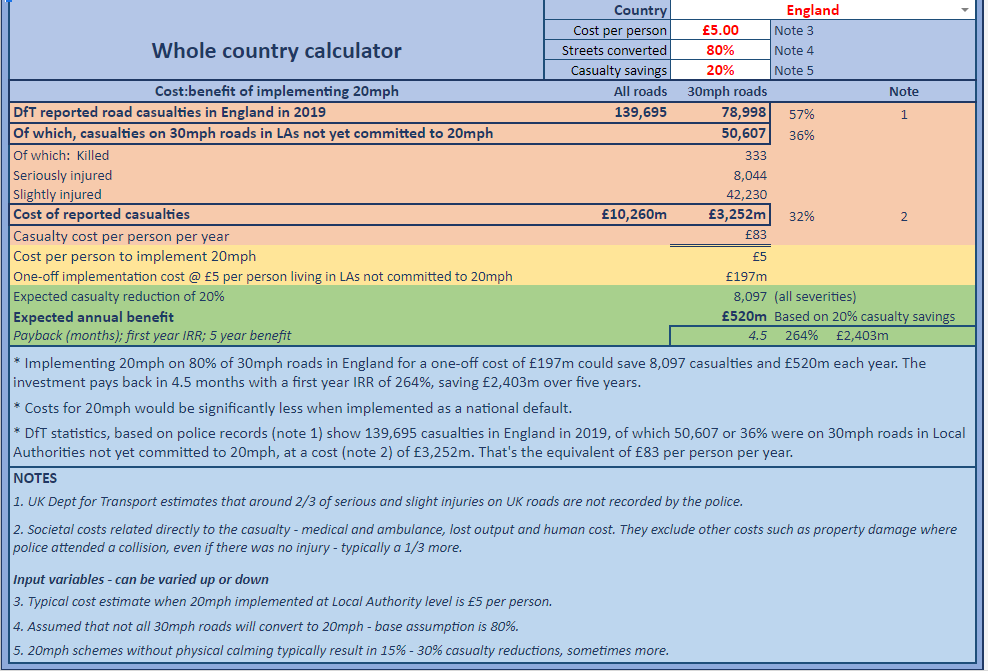 Country England
Whole country calculator
Cost per person £5.00 Note 3
Streets converted 80% Note 4
Casualty savings 20% Note 5
Cost:benefit of implementing 20mph All roads 30mph roads Note
DfT reported road casualties in England in 2019 139,695 78,998 57% 1
Of which, casualties on 30mph roads in LAs not yet committed to 20mph 50,607 36%
Of which: Killed 333
Seriously injured 8,044
Slightly injured 42,230
Cost of reported casualties £10,260m £3,252m 32% 2
Casualty cost per person per year £83
Cost per person to implement 20mph £5
One-off implementation cost @ £5 per person living in LAs not committed to 20mph £197m
Expected casualty reduction of 20% 8,097 (all severities)
Expected annual benefit £520m Based on 20% casualty savings
Payback (months); first year IRR; 5 year benefit 4.5 264% £2,403m
* Implementing 20mph on 80% of 30mph roads in England for a one-off cost of £197m could save 8,097 casualties and £520m each year. The
investment pays back in 4.5 months with a first year IRR of 264%, saving £2,403m over five years.
* Costs for 20mph would be significantly less when implemented as a national default.
* DfT statistics, based on police records (note 1) show 139,695 casualties in England in 2019, of which 50,607 or 36% were on 30mph roads in Local
Authorities not yet committed to 20mph, at a cost (note 2) of £3,252m. That's the equivalent of £83 per person per year.
NOTES
1. UK Dept for Transport estimates that around 2/3 of serious and slight injuries on UK roads are not recorded by the police.
2. Societal costs related directly to the casualty - medical and ambulance, lost output and human cost. They exclude other costs such as property damage where
police attended a collision, even if there was no injury - typically a 1/3 more.
Input variables - can be varied up or down
3. Typical cost estimate when 20mph implemented at Local Authority level is £5 per person.
4. Assumed that not all 30mph roads will convert to 20mph - base assumption is 80%.
5. 20mph schemes without physical calming typically result in 15% - 30% casualty reductions, sometimes more.